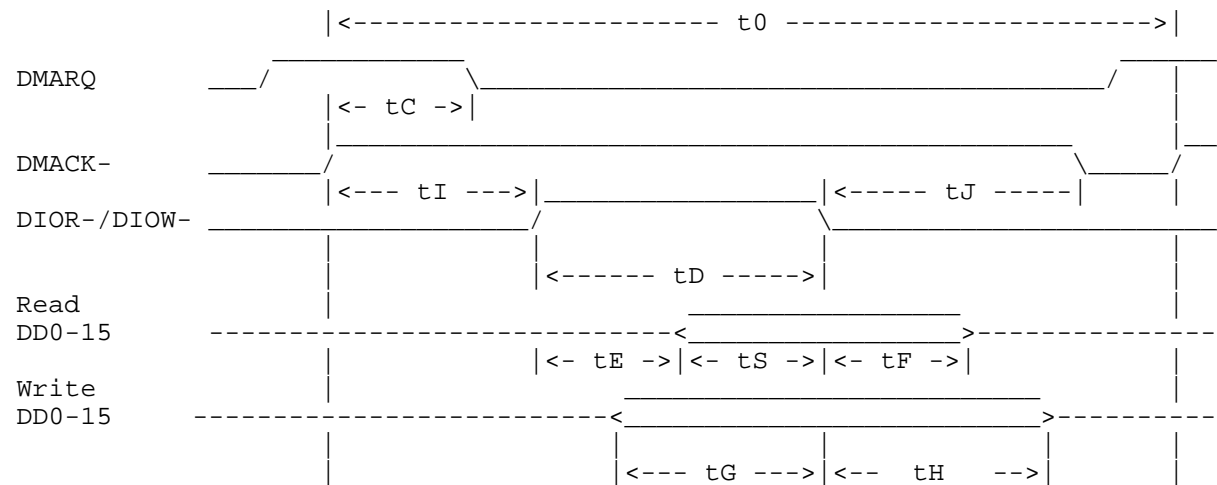 |<----------------------- t0 ----------------------->|
DMARQ
|<- tC ->|
DMACK-
|<--- tI --->| |<----- tJ -----|
DIOR-/DIOW-
|<------ tD ----->|
Read
DD0-15
|<- tE ->|<- tS ->|<- tF ->|
Write
DD0-15
|<--- tG --->|<-- tH -->|